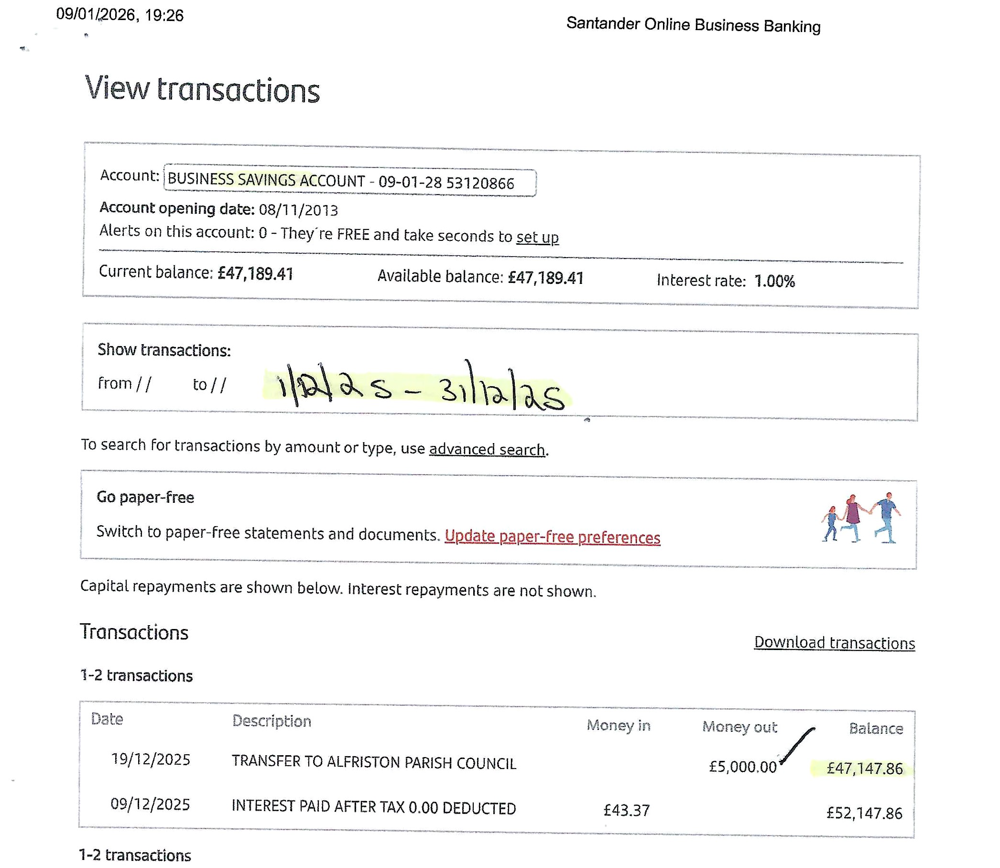 09/01/2026, 19:26
Santander Online Business Banking
View transactions
Account: BUSINESS SAVINGS ACCOUNT - 09-01-28 53120866
Account opening date: 08/11/2013
Alerts on this account: 0 - They´re FREE and take seconds to set up
Current balance: £47,189.41 Available balance: £47,189.41 Interest rate: 1.00%
Show transactions:
from // to // 1/12/25 - 31/12/25
To search for transactions by amount or type, use advanced search.
Go paper-free
Switch to paper-free statements and documents. Update paper-free preferences
Capital repayments are shown below. Interest repayments are not shown.
Transactions
Download transactions
1-2 transactions
Date Description Money in Money out Balance
19/12/2025 TRANSFER TO ALFRISTON PARISH COUNCIL £5,000.00 £47,147.86
09/12/2025 INTEREST PAID AFTER TAX 0.00 DEDUCTED £43.37 £52,147.86
1-2 transactions